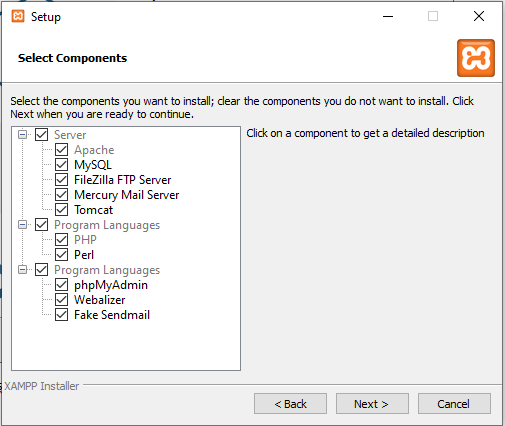 Setup
Select Components
Select the components you want to install; clear the components you do not want to install. Click
Next when you are ready to continue.
Server
Apache
MySQL
FileZilla FTP Server
Mercury Mail Server
Tomcat
Program Languages
PHP
Perl
Program Languages
phpMyAdmin
Webalizer
Fake Sendmail
Click on a component to get a detailed description
XAMPP Installer
< Back
Next >
Cancel